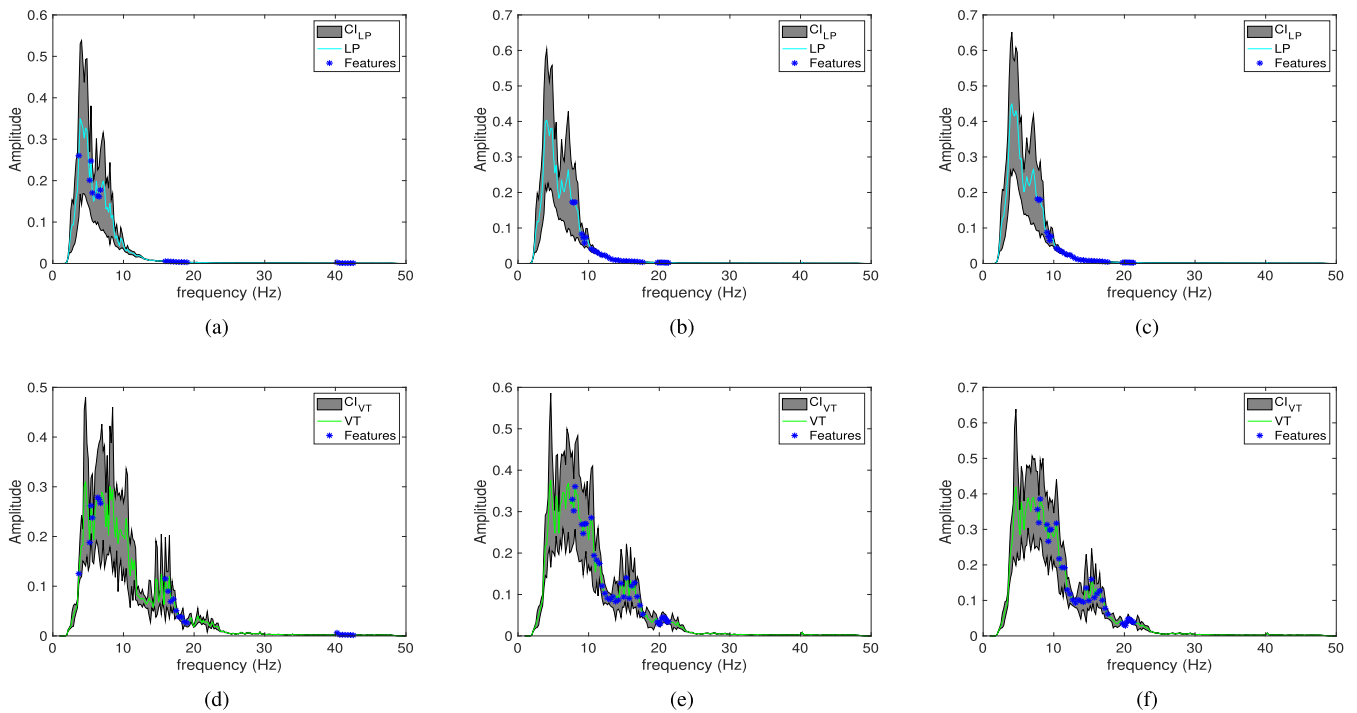 0.6
0.5
0.4
0.3
0.2
0.1
0
Amplitude
CI_LP
LP
Features
0 10 20 30 40 50
frequency (Hz)
(a)
0.7
0.6
0.5
0.4
0.3
0.2
0.1
0
Amplitude
CI_LP
LP
Features
0 10 20 30 40 50
frequency (Hz)
(b)
0.7
0.6
0.5
0.4
0.3
0.2
0.1
0
Amplitude
CI_LP
LP
Features
0 10 20 30 40 50
frequency (Hz)
(c)
0.5
0.4
0.3
0.2
0.1
0
Amplitude
CI_VT
VT
Features
0 10 20 30 40 50
frequency (Hz)
(d)
0.6
0.5
0.4
0.3
0.2
0.1
0
Amplitude
CI_VT
VT
Features
0 10 20 30 40 50
frequency (Hz)
(e)
0.7
0.6
0.5
0.4
0.3
0.2
0.1
0
Amplitude
CI_VT
VT
Features
0 10 20 30 40 50
frequency (Hz)
(f)